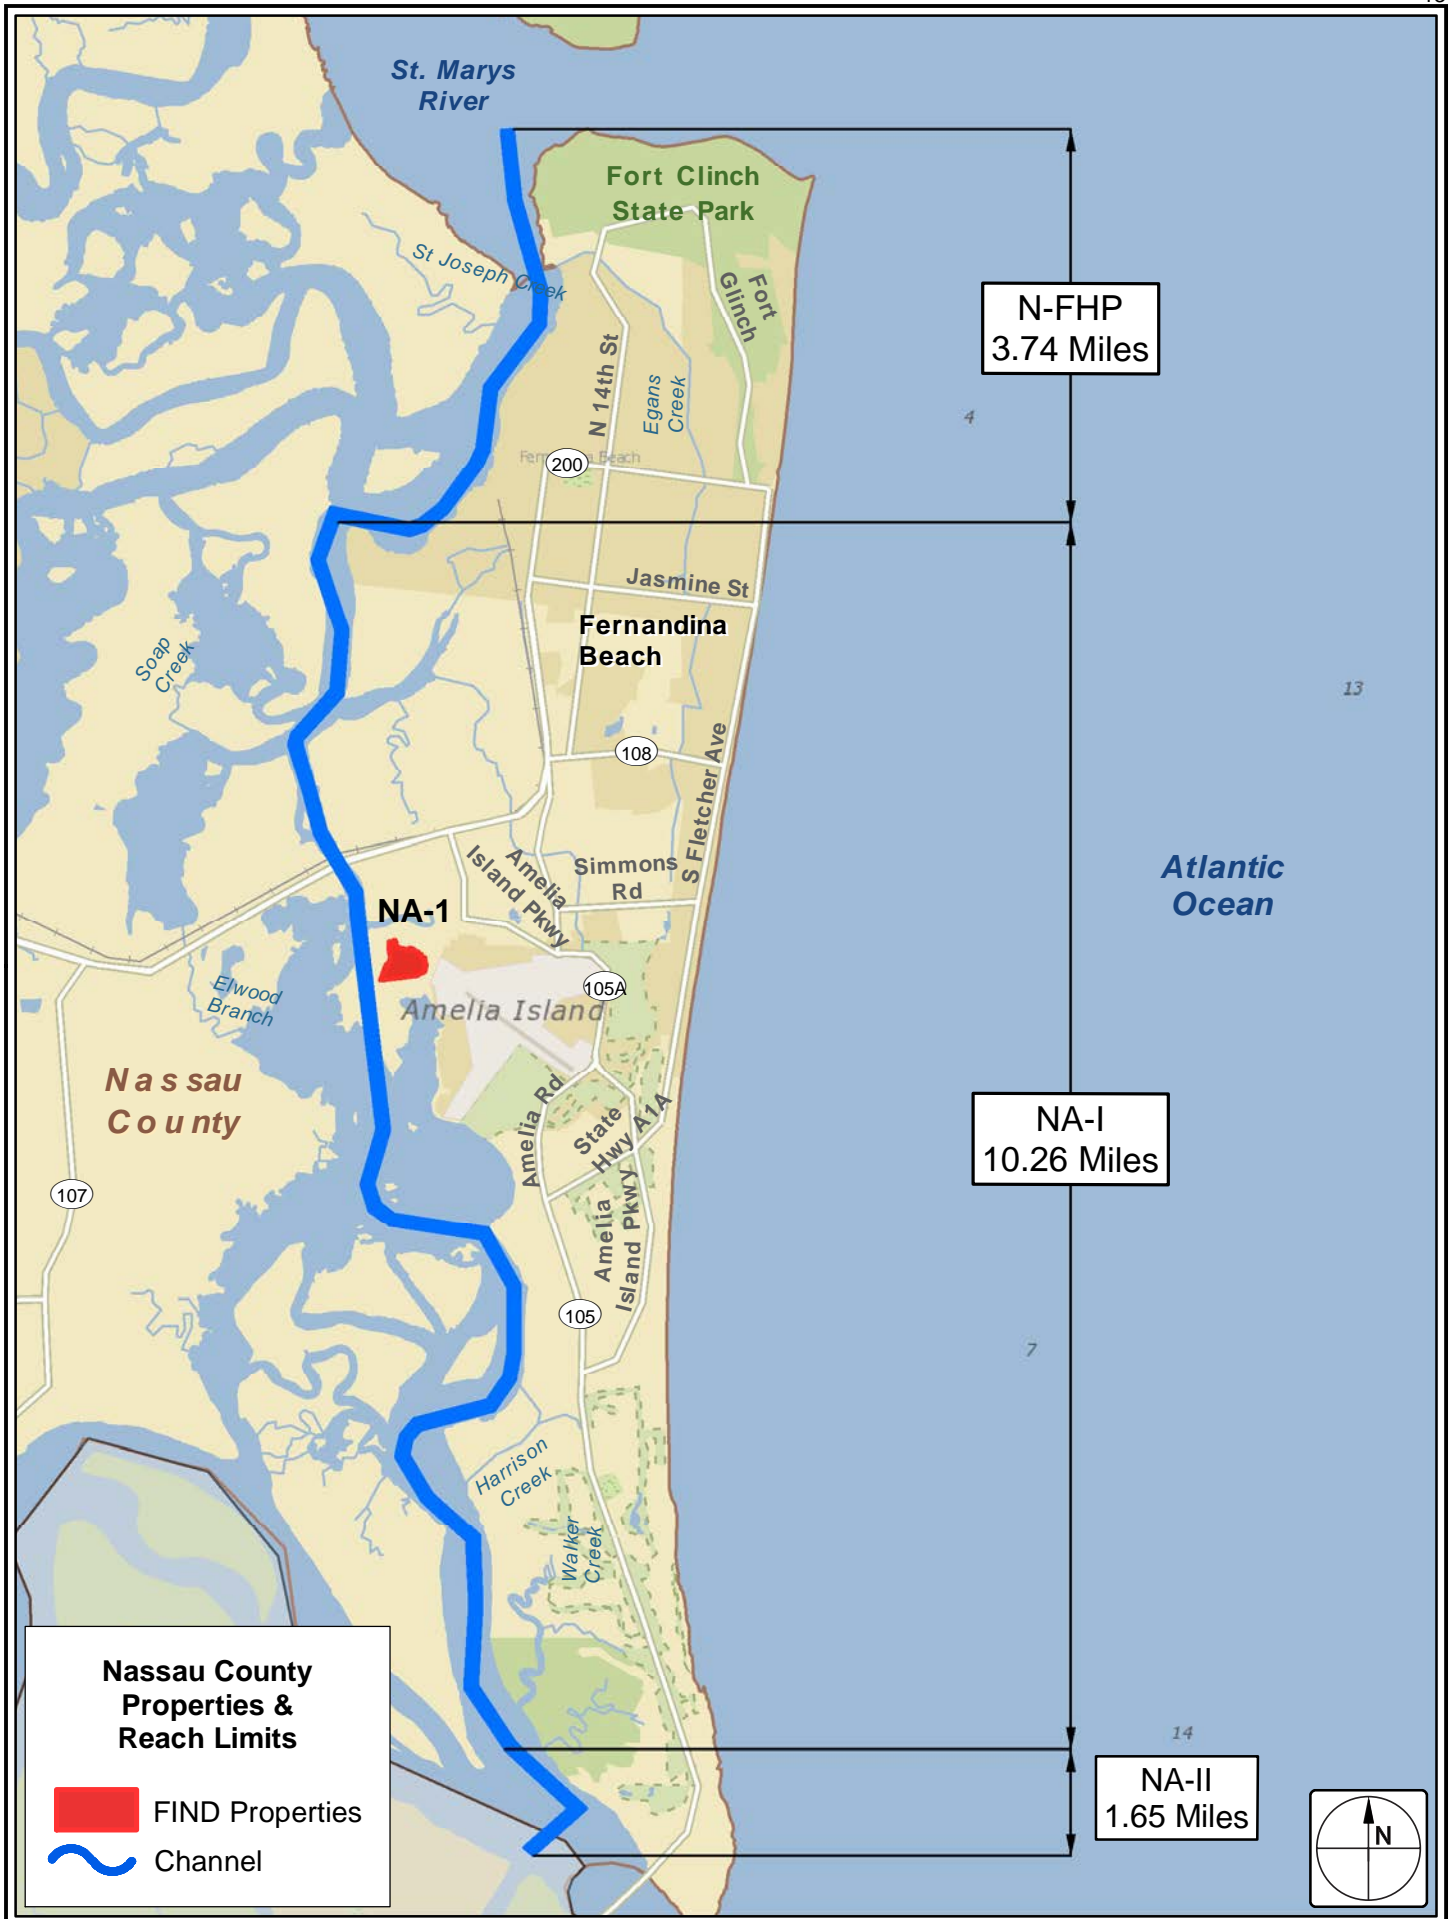 St. Marys
River
Fort Clinch
State Park
St Joseph Creek
Fort
Glinch
N-FHP
3.74 Miles
N 14th St
Egans
Creek
4
200
Beach
Jasmine St
Fernandina
Beach
Soap
Creek
13
108
S Fletcher Ave
Amelia
Island Pkwy
Simmons
Rd
Atlantic
Ocean
NA-1
Elwood
Branch
105A
Amelia Island
Nassau
County
Amelia Rd
State
Hwy A1A
NA-I
10.26 Miles
107
Amelia
Island Pkwy
105
7
Harrison
Creek
Walker
Creek
Nassau County
Properties &
Reach Limits
FIND Properties
Channel
14
NA-II
1.65 Miles
N